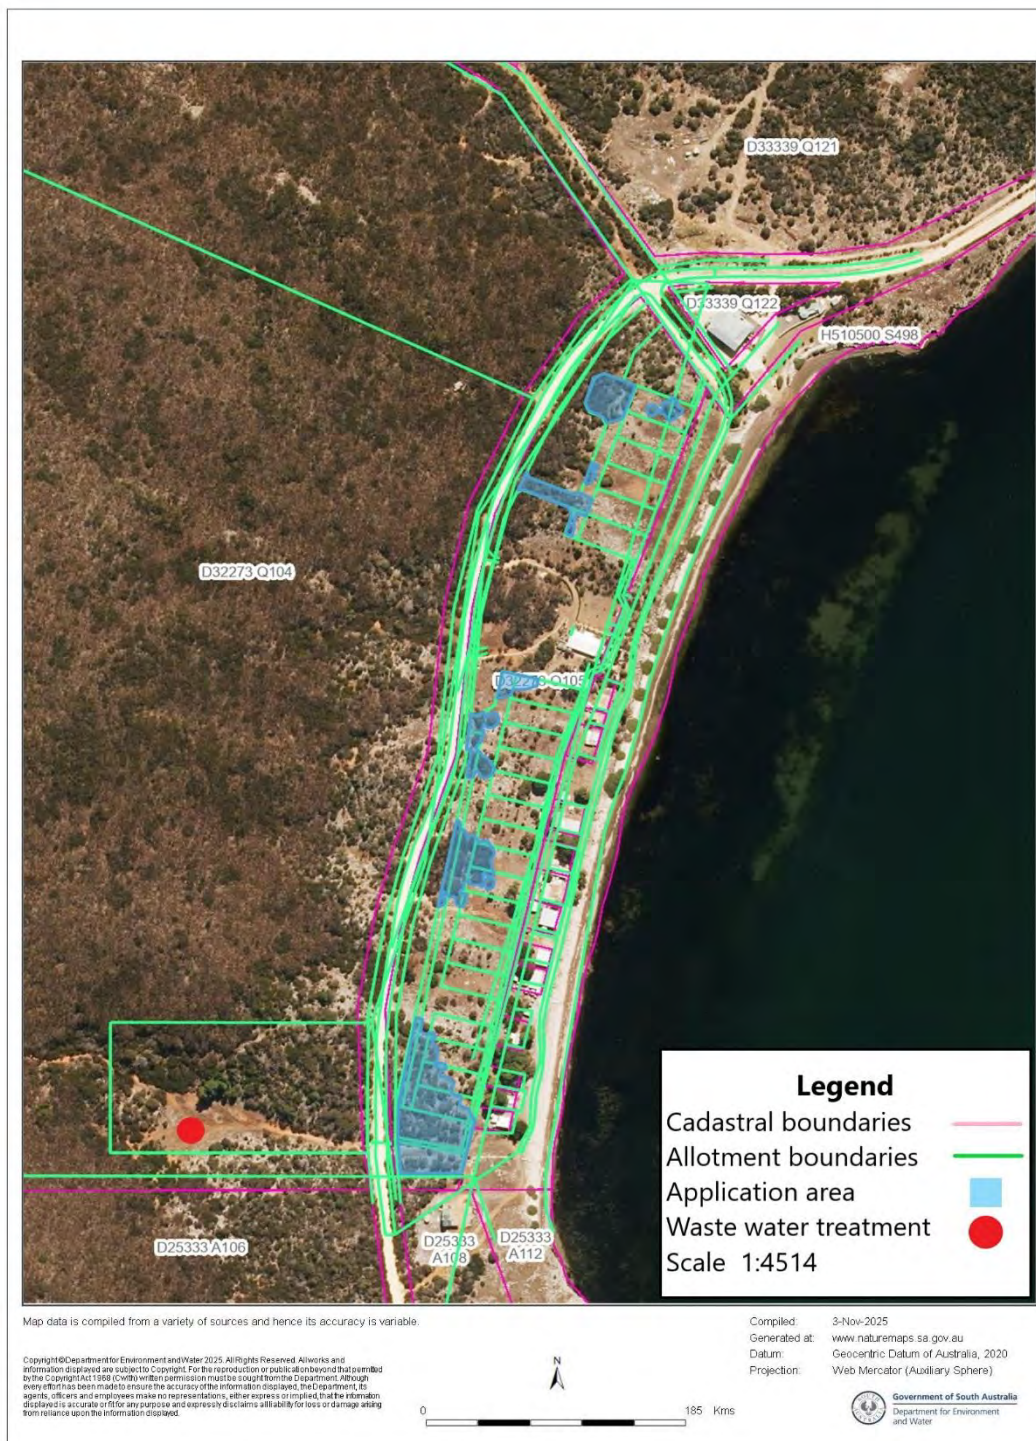 D33339 Q121
D33339 Q122
H510500 S498
D32273 Q104
D32273 Q105
D25333 A106
D25333
A108
D25333
A112
Legend
Cadastral boundaries
Allotment boundaries
Application area
Waste water treatment
Scale 1:4514
Map data is compiled from a variety of sources and hence its accuracy is variable.
Copyright©Department for Environment and Water 2025. All Rights Reserved. All works and
information displayed are subject to Copyright. For the reproduction or publication beyond that permitted
by the Copyright Act 1968 (Cwlth) written permission must be sought from the Department. Although
every effort has been made to ensure the accuracy of the information displayed, the Department, its
agents, officers and employees make no representations, either express or implied, that the information
displayed is accurate or fit for any purpose and expressly disclaims all liability for loss or damage arising
from reliance upon the information displayed.
N
0 185 Kms
Compiled: 3-Nov-2025
Generated at: www.naturemaps.sa.gov.au
Datum: Geocentric Datum of Australia, 2020
Projection: Web Mercator (Auxiliary Sphere)
Government of South Australia
Department for Environment
and Water